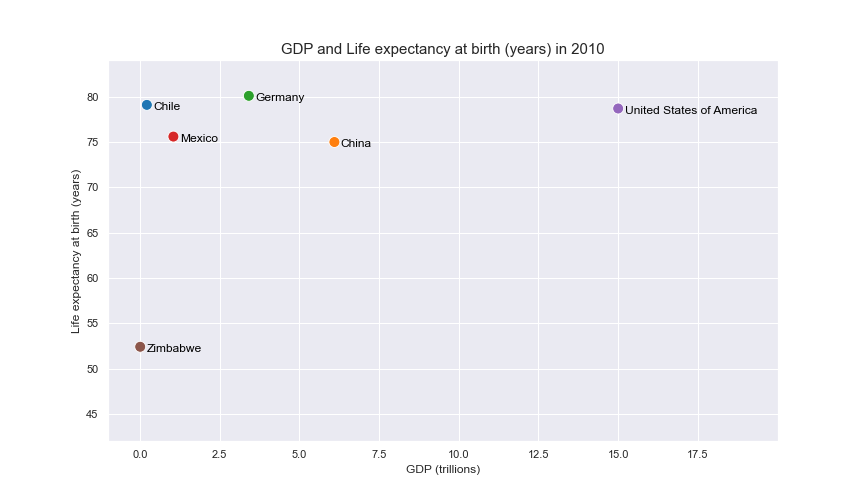 GDP and Life expectancy at birth (years) in 2010
Life expectancy at birth (years)
80
75
70
65
60
55
50
45
Chile
Germany
United States of America
Mexico
China
Zimbabwe
0.0 2.5 5.0 7.5 10.0 12.5 15.0 17.5
GDP (trillions)